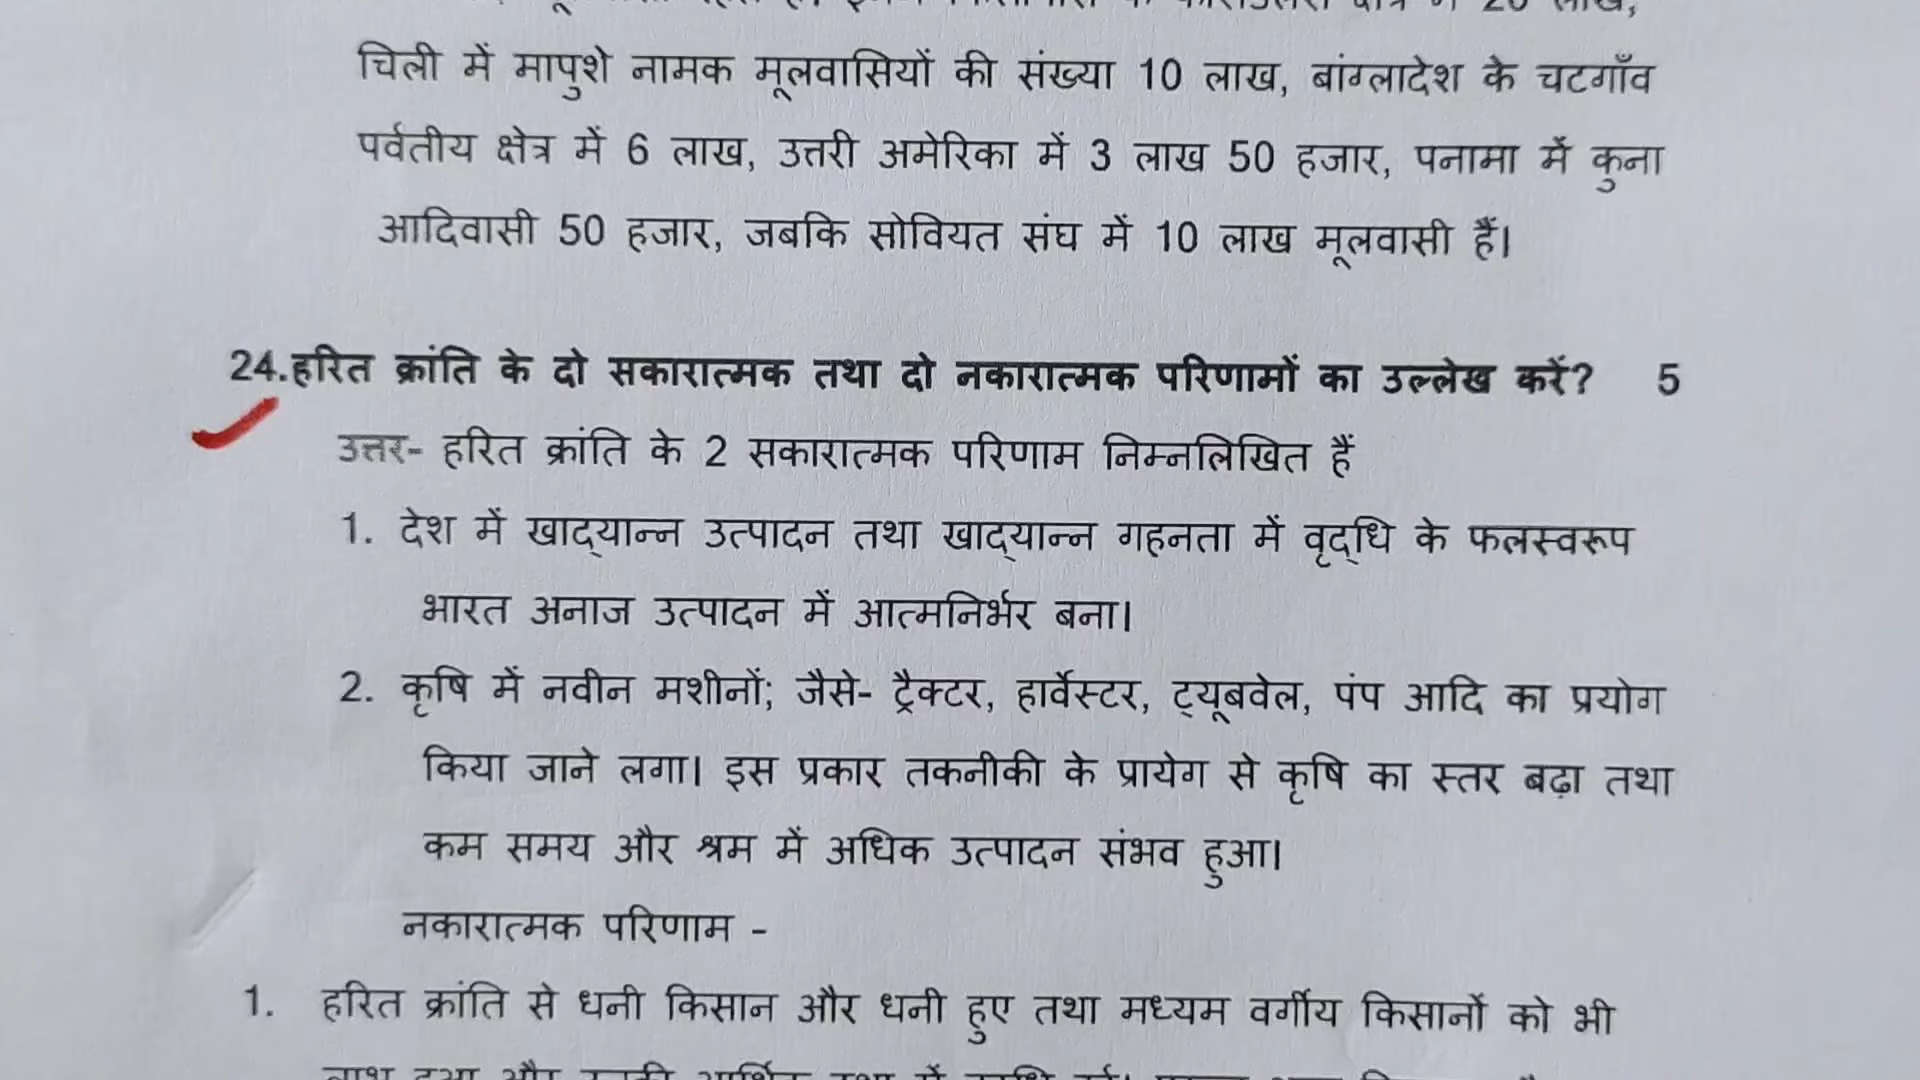 20 लाख,
चिली में मापुशे नामक मूलवासियों की संख्या 10 लाख, बांग्लादेश के चटगाँव
पर्वतीय क्षेत्र में 6 लाख, उत्तरी अमेरिका में 3 लाख 50 हजार, पनामा में कुना
आदिवासी 50 हजार, जबकि सोवियत संघ में 10 लाख मूलवासी हैं।
24.हरित क्रांति के दो सकारात्मक तथा दो नकारात्मक परिणामों का उल्लेख करें? 5
उत्तर- हरित क्रांति के 2 सकारात्मक परिणाम निम्नलिखित हैं
1. देश में खाद्यान्न उत्पादन तथा खाद्यान्न गहनता में वृद्धि के फलस्वरूप
भारत अनाज उत्पादन में आत्मनिर्भर बना।
2. कृषि में नवीन मशीनों; जैसे- ट्रैक्टर, हार्वेस्टर, ट्यूबवेल, पंप आदि का प्रयोग
किया जाने लगा। इस प्रकार तकनीकी के प्रायेग से कृषि का स्तर बढ़ा तथा
कम समय और श्रम में अधिक उत्पादन संभव हुआ।
नकारात्मक परिणाम -
1. हरित क्रांति से धनी किसान और धनी हुए तथा मध्यम वर्गीय किसानों को भी